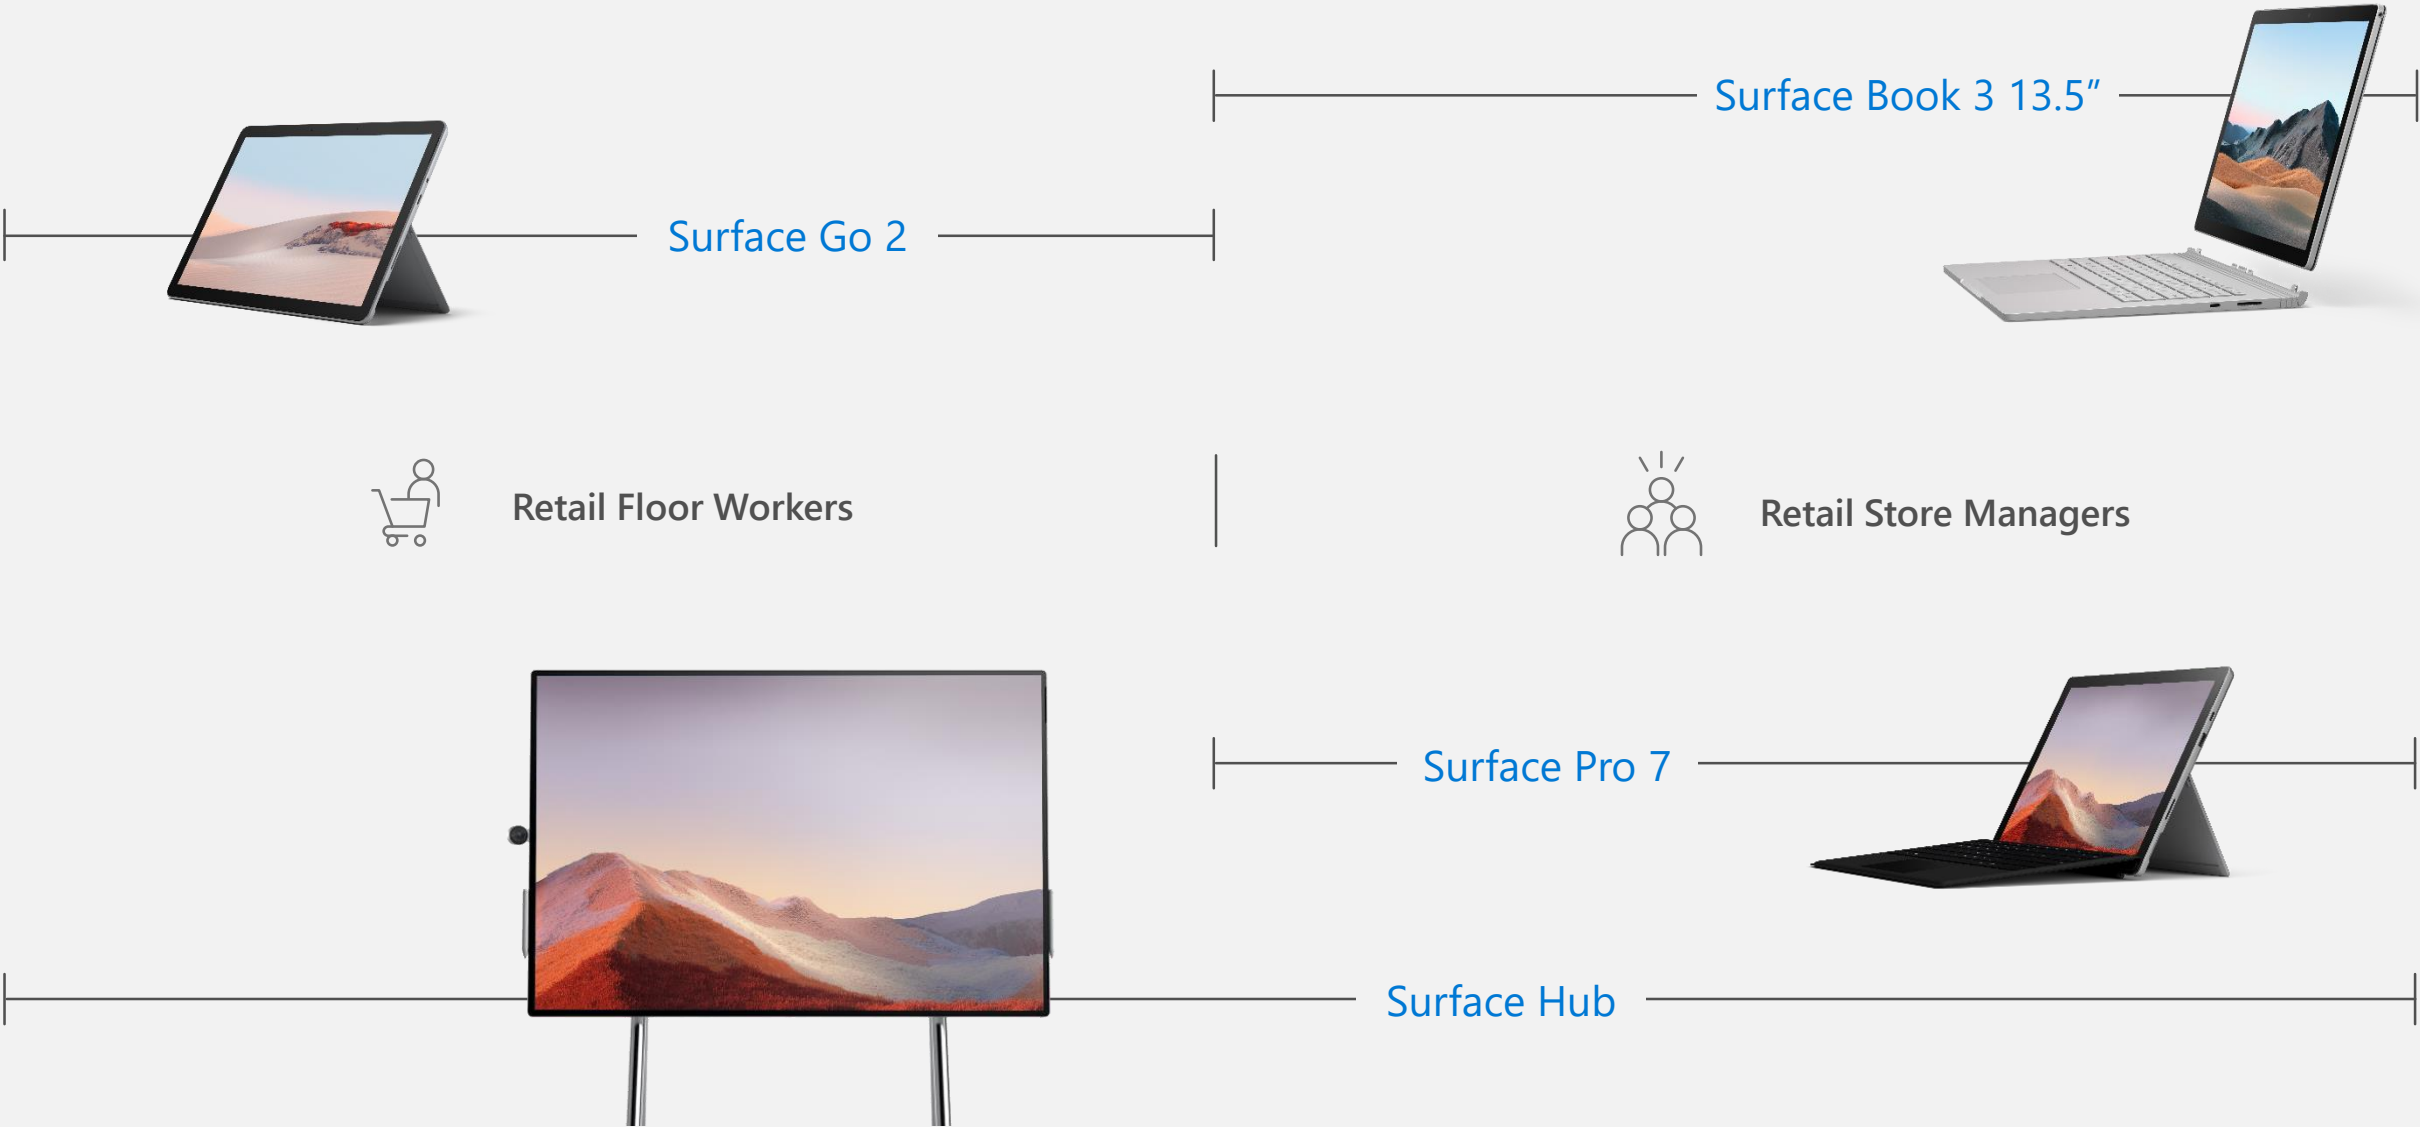 Surface Book 3 13.5”
Surface Go 2
Retail Floor Workers
Retail Store Managers
Surface Pro 7
Surface Hub